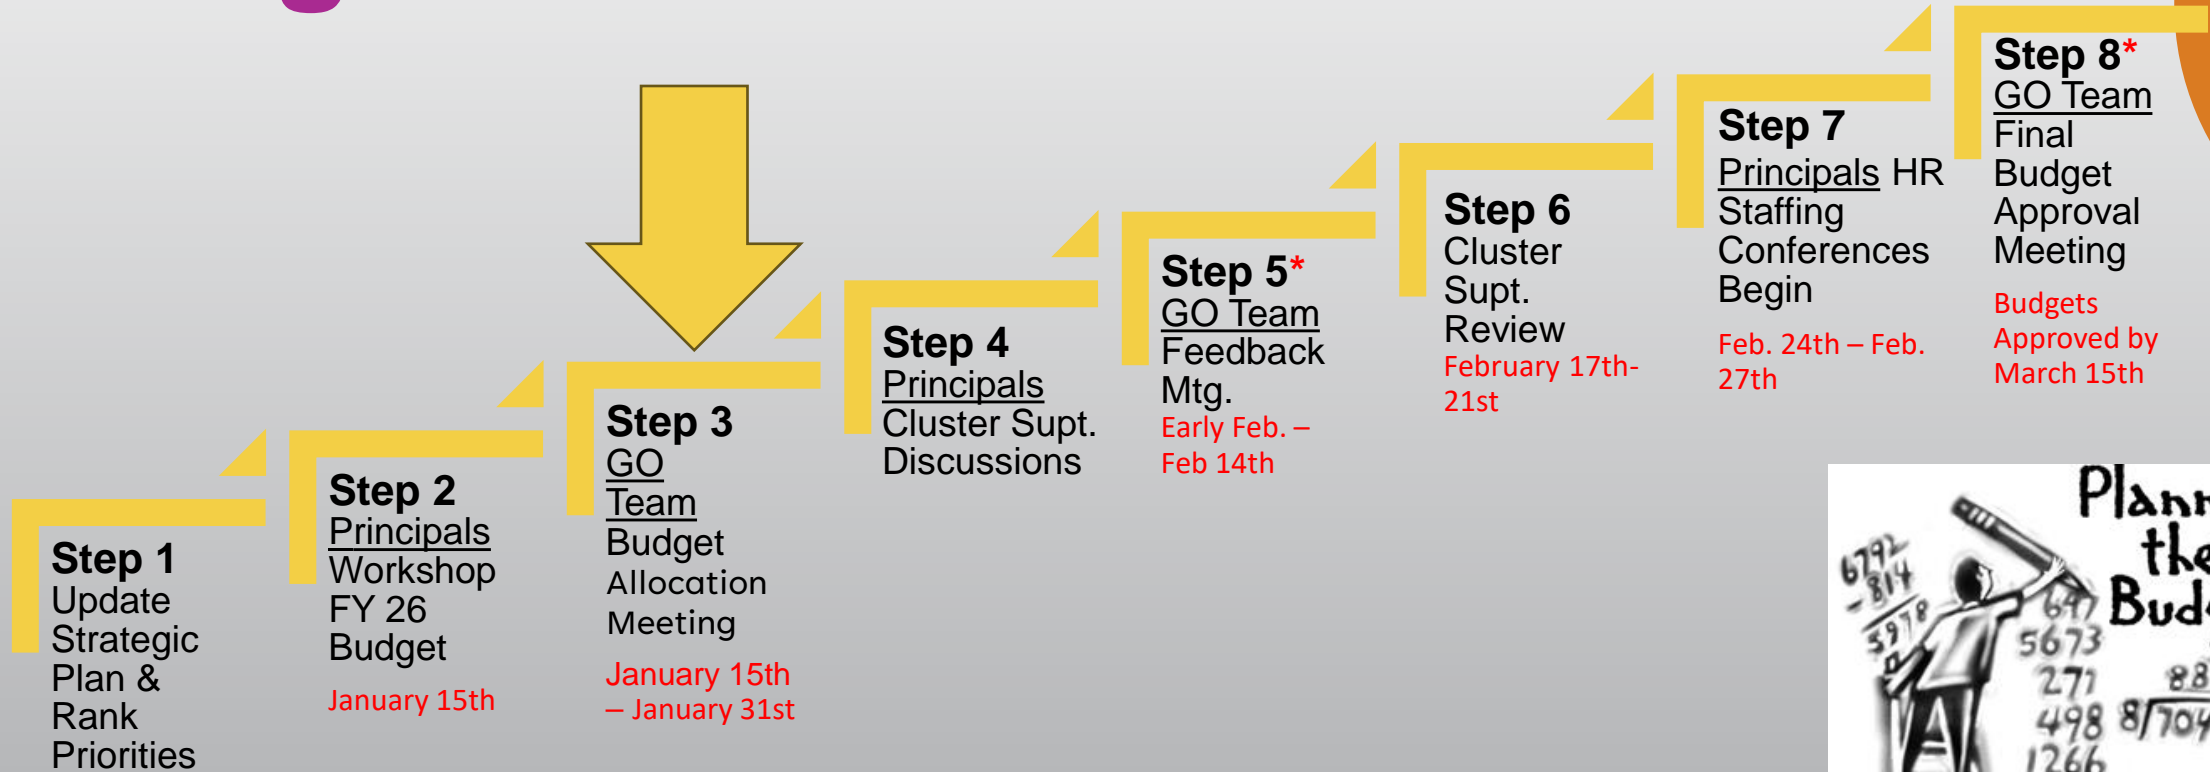 Step 1
Update
Strategic
Plan &
Rank
Priorities
Step 2
Principals
Workshop
FY 26
Budget
January 15th
Step 3
GO
Team
Budget
Allocation
Meeting
January 15th
– January 31st
Step 4
Principals
Cluster Supt.
Discussions
Step 5*
GO Team
Feedback
Mtg.
Early Feb. –
Feb 14th
Step 6
Cluster
Supt.
Review
February 17th-
21st
Step 7
Principals HR
Staffing
Conferences
Begin
Feb. 24th – Feb.
27th
Step 8*
GO Team
Final
Budget
Approval
Meeting
Budgets
Approved by
March 15th
the
6792
- 814
5978
647
5673
271
498
1266
88
8/704